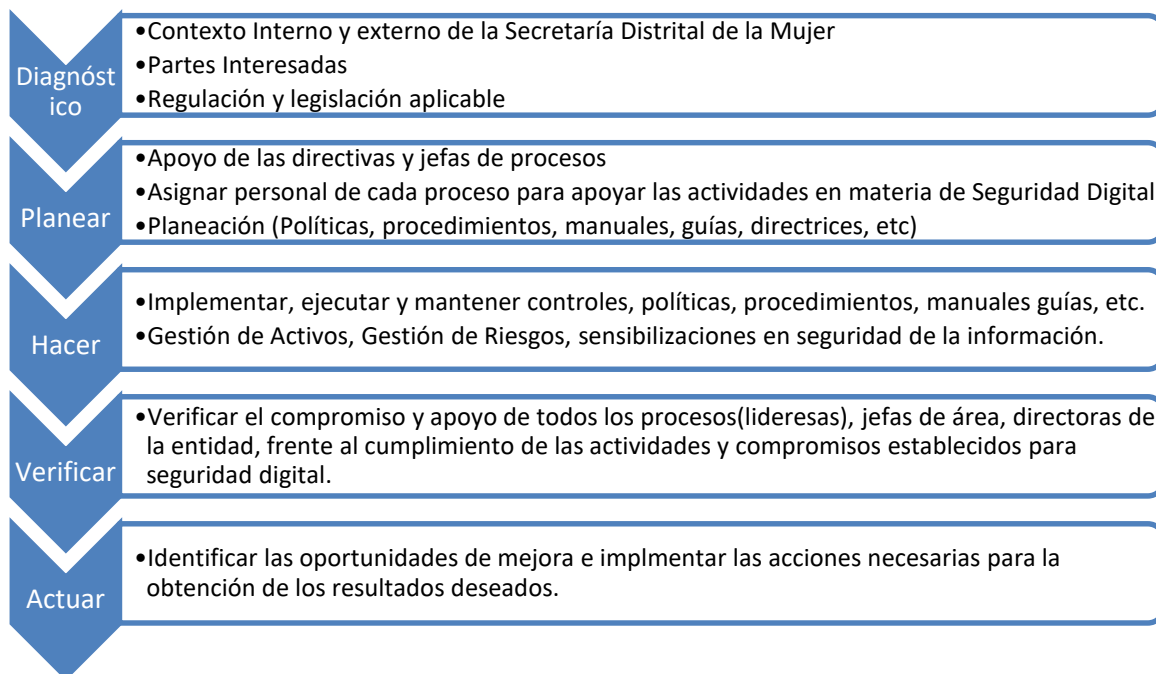 Diagnóst
ico
•Contexto Interno y externo de la Secretaría Distrital de la Mujer
•Partes Interesadas
•Regulación y legislación aplicable
Planear
•Apoyo de las directivas y jefas de procesos
•Asignar personal de cada proceso para apoyar las actividades en materia de Seguridad Digital
•Planeación (Políticas, procedimientos, manuales, guías, directrices, etc)
Hacer
•Implementar, ejecutar y mantener controles, políticas, procedimientos, manuales guías, etc.
•Gestión de Activos, Gestión de Riesgos, sensibilizaciones en seguridad de la información.
Verificar
•Verificar el compromiso y apoyo de todos los procesos(lideresas), jefas de área, directoras de
la entidad, frente al cumplimiento de las actividades y compromisos establecidos para
seguridad digital.
Actuar
•Identificar las oportunidades de mejora e implmentar las acciones necesarias para la
obtención de los resultados deseados.